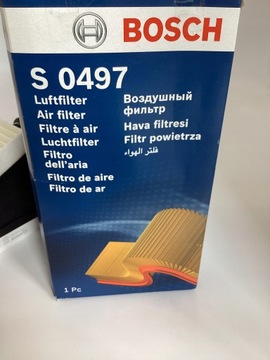 BOSCH
S 0497
Luftfilter
Air filter
Filtre à air
Luchtfilter
Filtro
dell'aria
Filtro de aire
Filtro de ar
Воздушный
фильтр
Hava filtresi
Filtr powietrza
فلتر الهواء
1 Pc